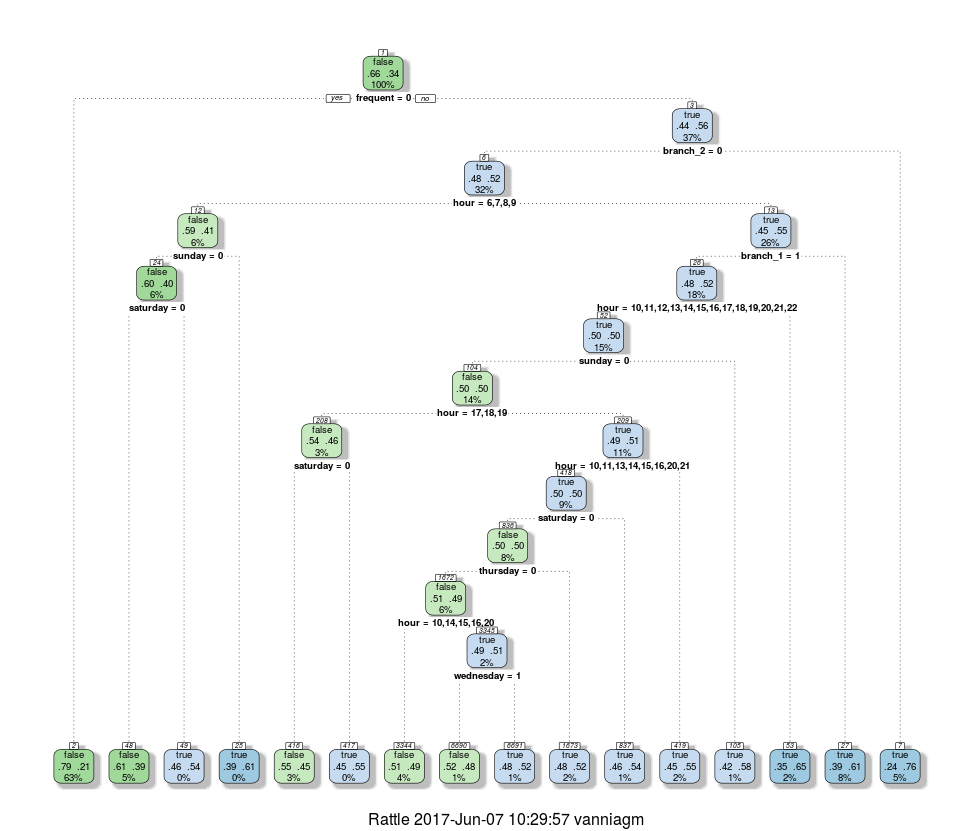 1
false
.66 .34
100%
yes frequent = 0 no
3
true
.44 .56
37%
branch_2 = 0
6
true
.48 .52
32%
hour = 6,7,8,9
12
false
.59 .41
6%
sunday = 0
13
true
.45 .55
26%
branch_1 = 1
24
false
.60 .40
6%
saturday = 0
26
true
.48 .52
18%
hour = 10,11,12,13,14,15,16,17,18,19,20,21,22
52
true
.50 .50
15%
sunday = 0
104
false
.50 .50
14%
hour = 17,18,19
208
false
.54 .46
3%
saturday = 0
209
true
.49 .51
11%
hour = 10,11,13,14,15,16,20,21
418
true
.50 .50
9%
saturday = 0
836
false
.50 .50
8%
thursday = 0
1672
false
.51 .49
6%
hour = 10,14,15,16,20
3345
true
.49 .51
2%
wednesday = 1
2
false
.79 .21
63%
48
false
.61 .39
5%
49
true
.46 .54
0%
25
true
.39 .61
0%
416
false
.55 .45
3%
417
true
.45 .55
0%
3344
false
.51 .49
4%
6690
false
.52 .48
1%
6691
true
.48 .52
1%
1673
true
.48 .52
2%
837
true
.46 .54
1%
419
true
.45 .55
2%
105
true
.42 .58
1%
53
true
.35 .65
2%
27
true
.39 .61
8%
7
true
.24 .76
5%
Rattle 2017-Jun-07 10:29:57 vanniagm